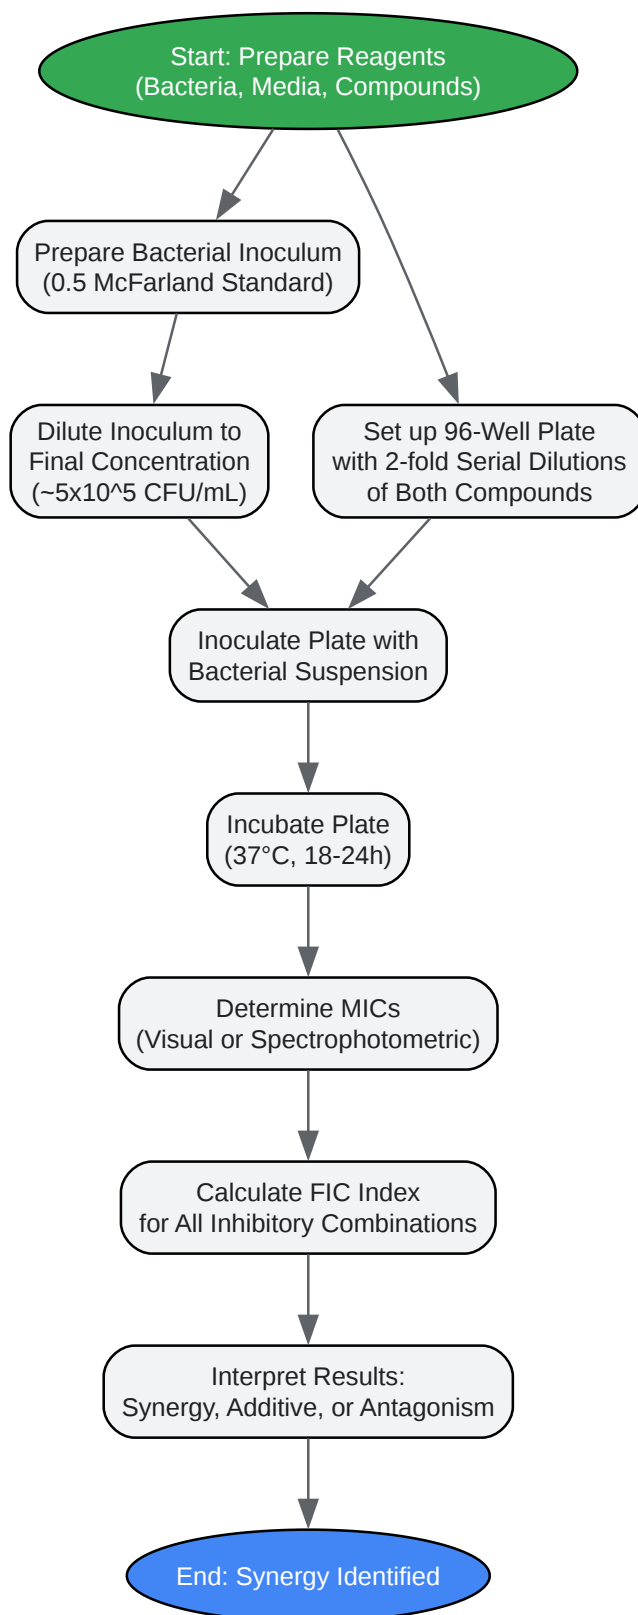 Start: Prepare Reagents
(Bacteria, Media, Compounds)
Prepare Bacterial Inoculum
(0.5 McFarland Standard)
Dilute Inoculum to
Final Concentration
(~5x10^5 CFU/mL)
Set up 96-Well Plate
with 2-fold Serial Dilutions
of Both Compounds
Inoculate Plate with
Bacterial Suspension
Incubate Plate
(37°C, 18-24h)
Determine MICs
(Visual or Spectrophotometric)
Calculate FIC Index
for All Inhibitory Combinations
Interpret Results:
Synergy, Additive, or Antagonism
End: Synergy Identified